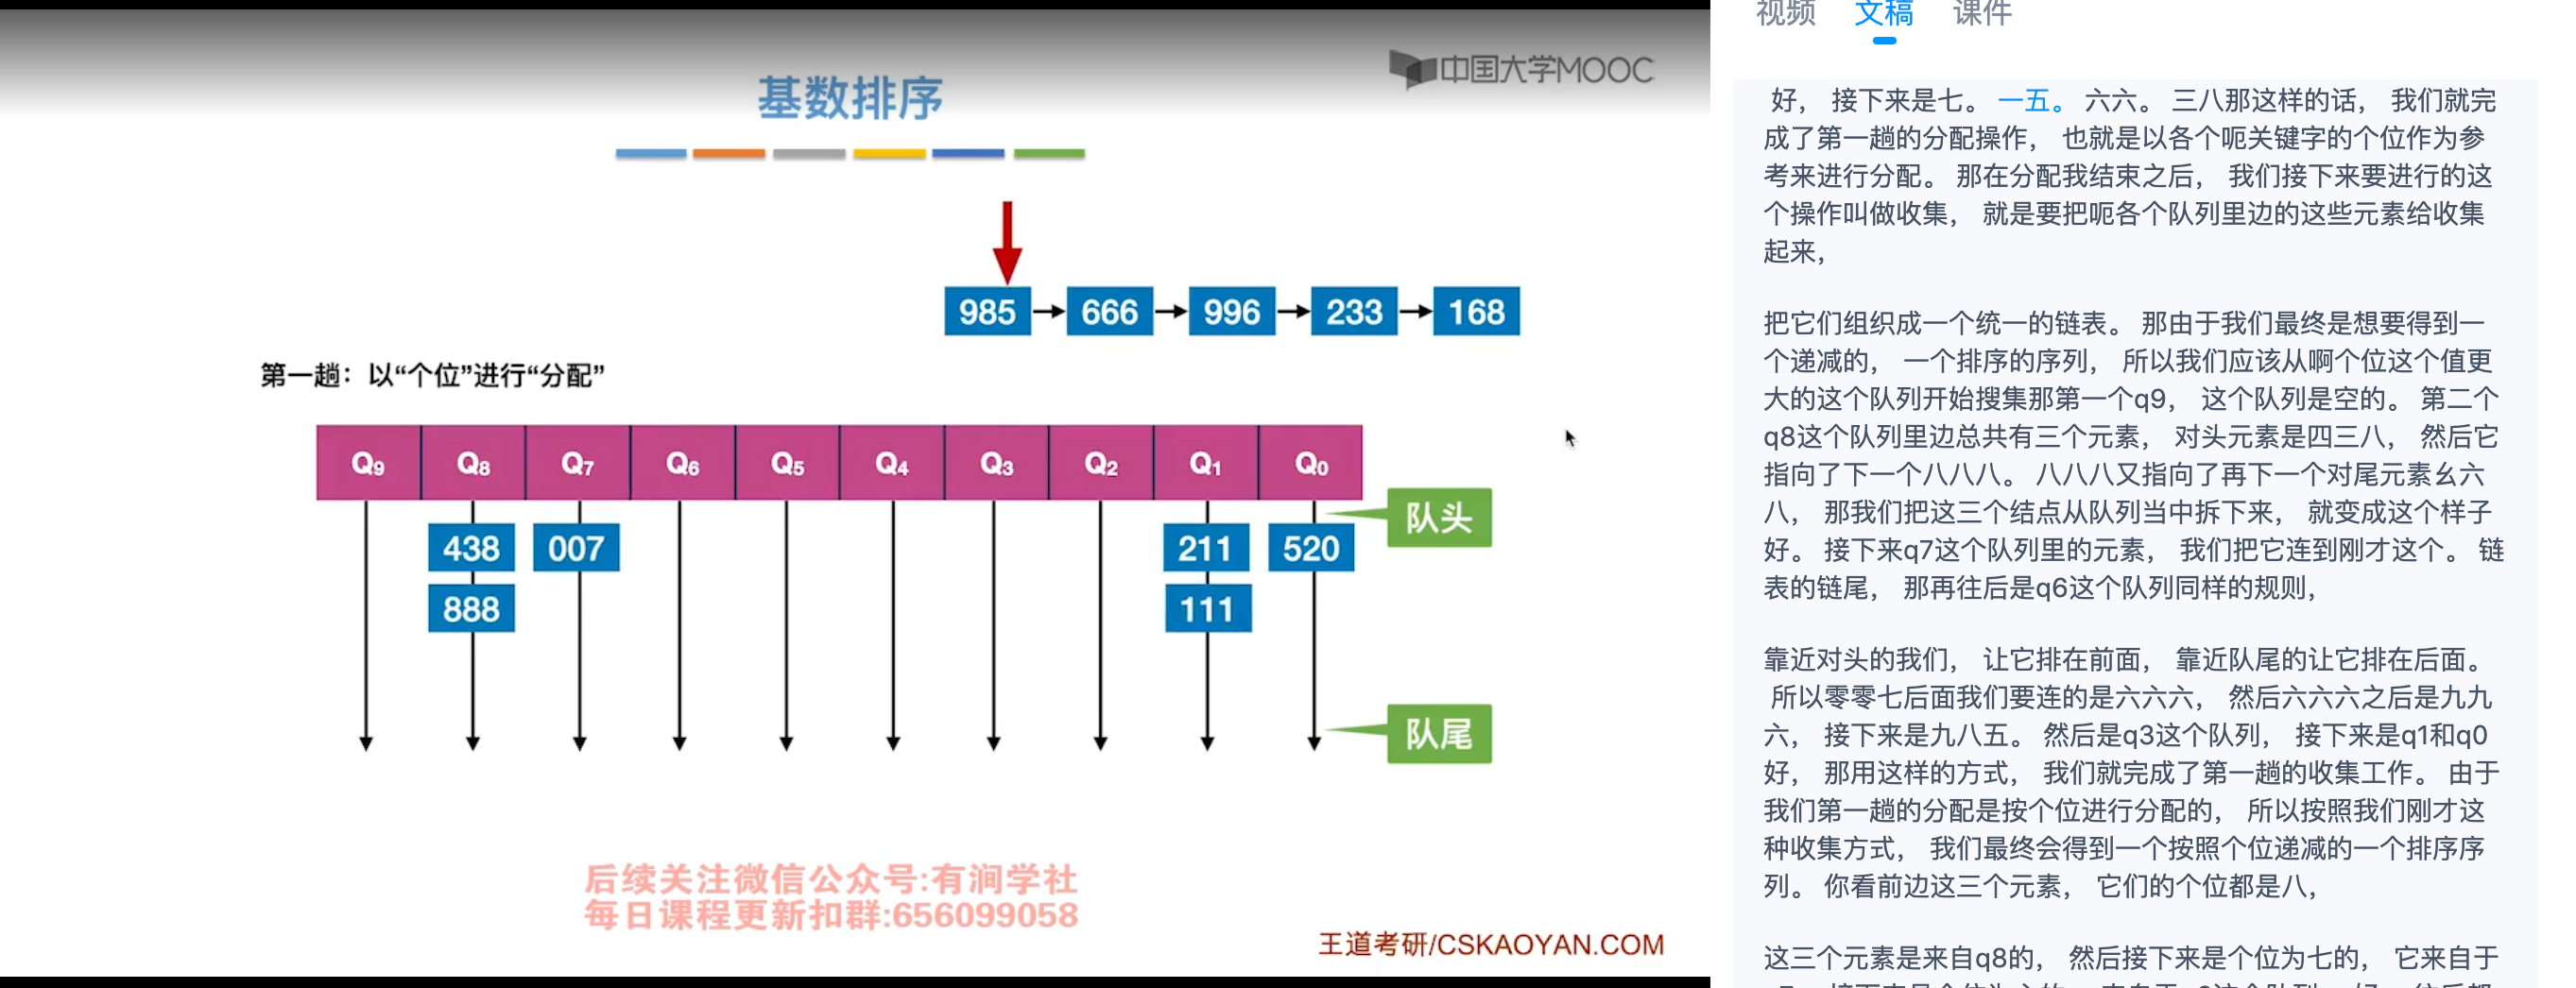 中国大学MOOC
基数排序
985 666 996 233 168
第一趟：以“个位”进行“分配”
Q9 Q8 Q7 Q6 Q5 Q4 Q3 Q2 Q1 Q0
队头
438 007 211 520
888 111
队尾
后续关注微信公众号:有涧学社
每日课程更新扣群:656099058
王道考研/CSKAOYAN.COM
视频 文稿 课件
好， 接下来是七。 一五。 六六。 三八那样的话， 我们就完
成了第一趟的分配操作， 也就是以各个呃关键字的个位作为参
考来进行分配。 那在分配我结束之后， 我们接下来要进行的这
个操作叫做收集， 就是要把呃各个队列里边的这些元素给收集
起来，
把它们组织成一个统一的链表。 那由于我们最终是想要得到一
个递减的， 一个排序的序列， 所以我们应该从啊个位这个值更
大的这个队列开始搜集那第一个q9， 这个队列是空的。 第二个
q8这个队列里边总共有三个元素， 对头元素是四三八， 然后它
指向了下一个八八八。 八八八又指向了再下一个对尾元素幺六
八， 那我们把这三个结点从队列当中拆下来， 就变成这个样子
好。 接下来q7这个队列里的元素， 我们把它连到刚才这个。 链
表的链尾， 那再往后是q6这个队列同样的规则，
靠近对头的我们， 让它排在前面， 靠近队尾的让它排在后面。
所以零零七后面我们要连的是六六六， 然后六六六之后是九九
六， 接下来是九八五。 然后是q3这个队列， 接下来是q1和q0
好， 那用这样的方式， 我们就完成了第一趟的收集工作。 由于
我们第一趟的分配是按个位进行分配的， 所以按照我们刚才这
种收集方式， 我们最终会得到一个按照个位递减的一个排序序
列。 你看前边这三个元素， 它们的个位都是八，
这三个元素是来自q8的， 然后接下来是个位为七的， 它来自于